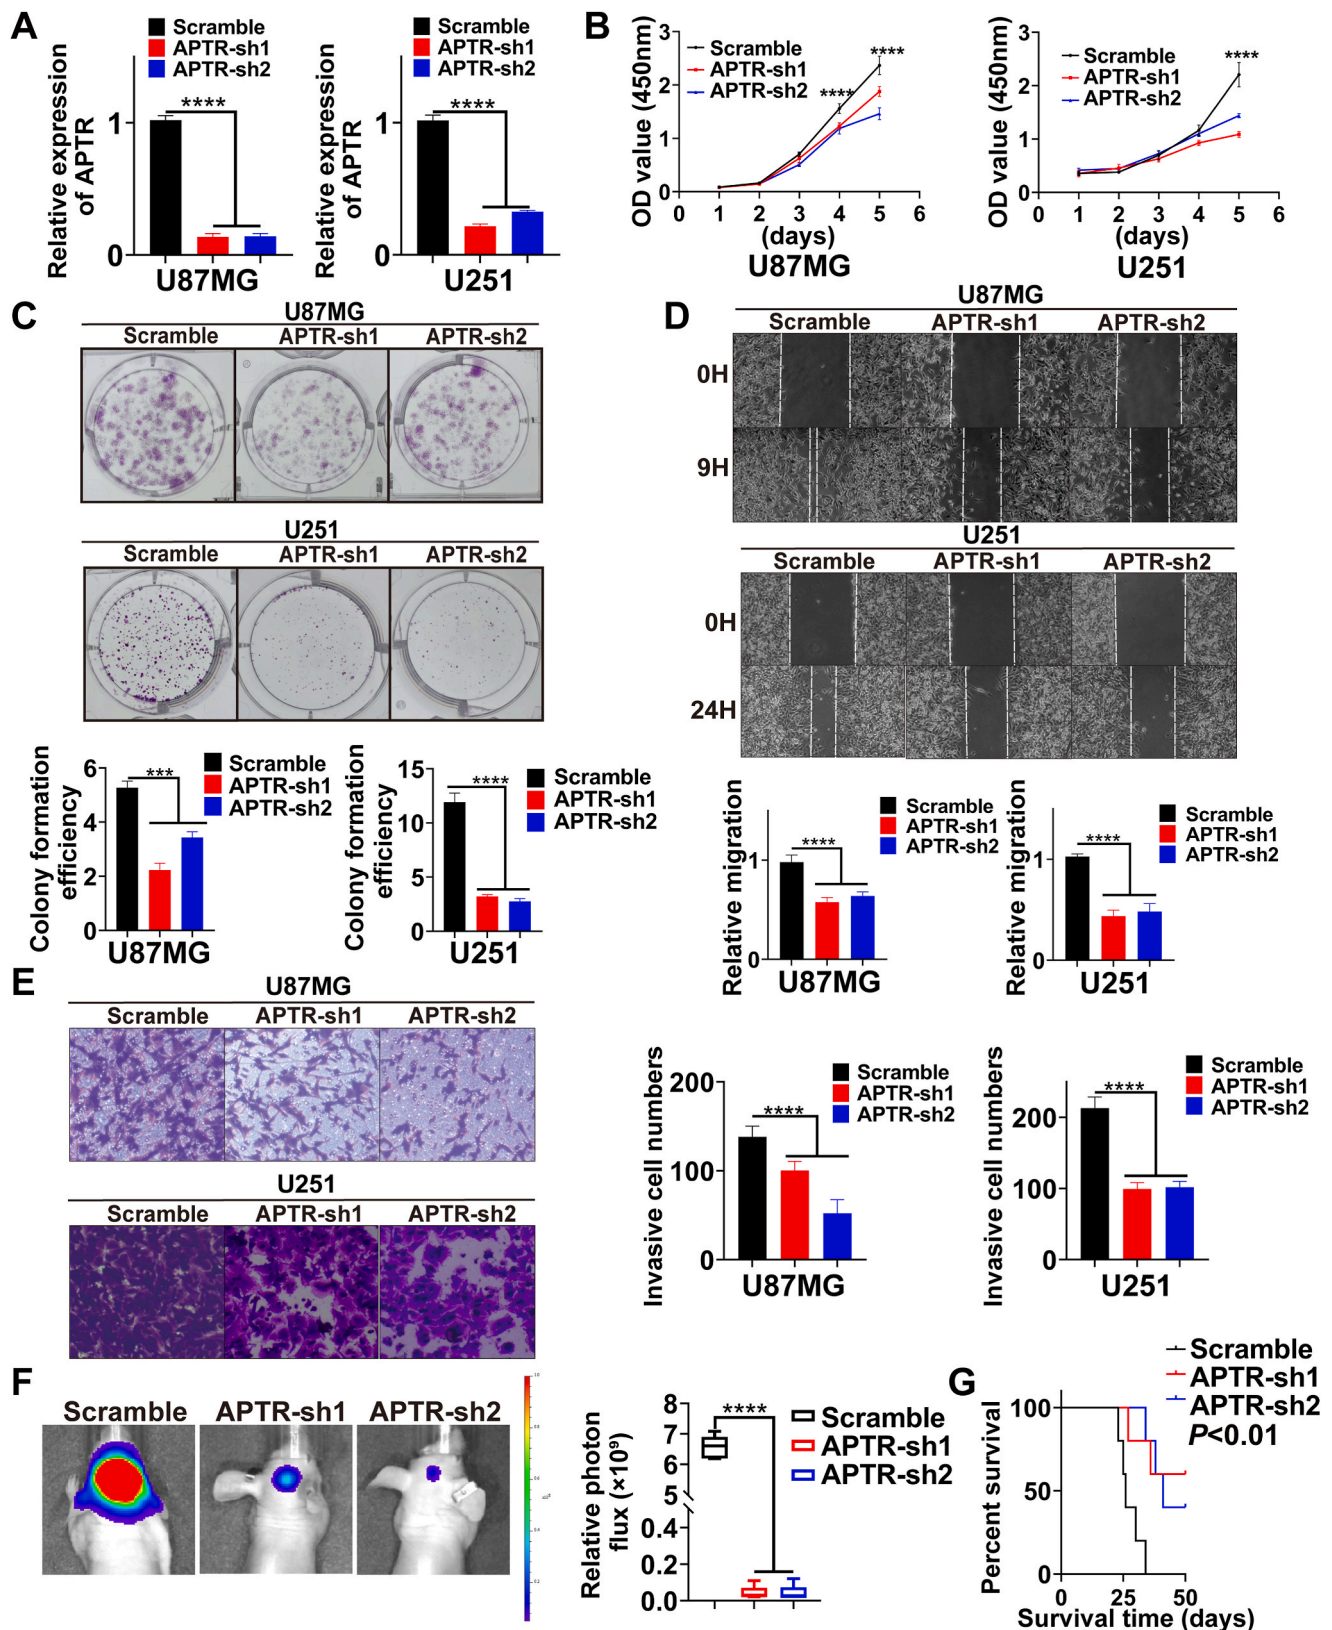 A
Scramble
APTR-sh1
APTR-sh2
Relative expression
of APTR
1
0
****
U87MG
Scramble
APTR-sh1
APTR-sh2
Relative expression
of APTR
1
0
****
U251
B
OD value (450nm)
3
2
1
0
Scramble
APTR-sh1
APTR-sh2
****
****
0 1 2 3 4 5 6
(days)
U87MG
OD value (450nm)
3
2
1
0
Scramble
APTR-sh1
APTR-sh2
****
0 1 2 3 4 5 6
(days)
U251
C
U87MG
Scramble APTR-sh1 APTR-sh2
U251
Scramble APTR-sh1 APTR-sh2
Colony formation
efficiency
6
4
2
0
***
Scramble
APTR-sh1
APTR-sh2
U87MG
Colony formation
efficiency
15
10
5
0
****
Scramble
APTR-sh1
APTR-sh2
U251
D
U87MG
Scramble APTR-sh1 APTR-sh2
0H
9H
U251
Scramble APTR-sh1 APTR-sh2
0H
24H
Relative migration
1
0
****
Scramble
APTR-sh1
APTR-sh2
U87MG
Relative migration
1
0
****
Scramble
APTR-sh1
APTR-sh2
U251
E
U87MG
Scramble APTR-sh1 APTR-sh2
U251
Scramble APTR-sh1 APTR-sh2
Invasive cell numbers
200
100
0
****
Scramble
APTR-sh1
APTR-sh2
U87MG
Invasive cell numbers
200
100
0
****
Scramble
APTR-sh1
APTR-sh2
U251
F
Scramble APTR-sh1 APTR-sh2
Relative photon
flux (×10⁹)
8
7
6
5
0.4
0.2
0.0
****
Scramble
APTR-sh1
APTR-sh2
G
Scramble
APTR-sh1
APTR-sh2
P<0.01
Percent survival
100
50
0
0 25 50
Survival time (days)